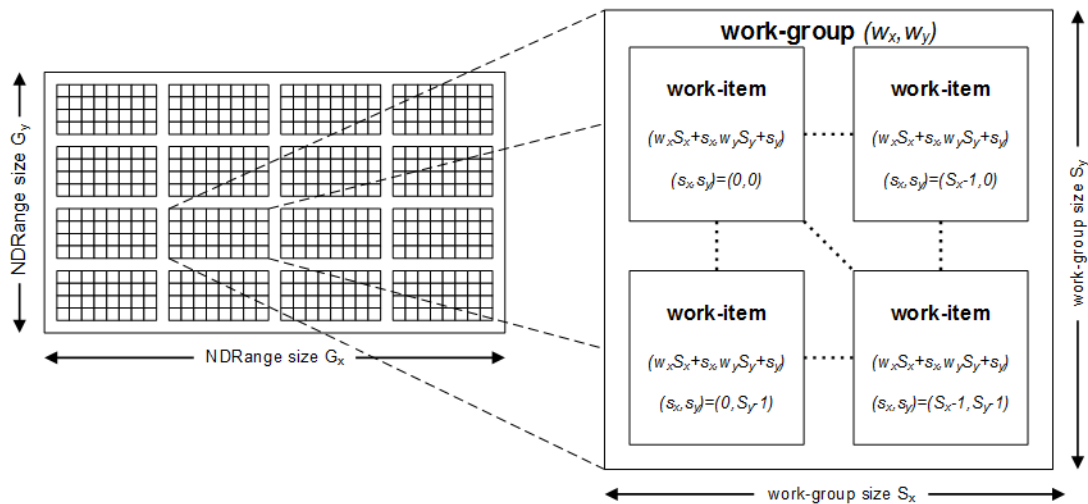 work-group (wx, wy)
NDRange size Gy
work-item
(wxSx+sx,wySy+sy)
(sx,sy)=(0,0)
work-item
(wxSx+sx,wySy+sy)
(sx,sy)=(Sx-1,0)
work-group size Sy
work-item
(wxSx+sx,wySy+sy)
(sx,sy)=(0,Sy-1)
work-item
(wxSx+sx,wySy+sy)
(sx,sy)=(Sx-1,Sy-1)
NDRange size Gx
work-group size Sx